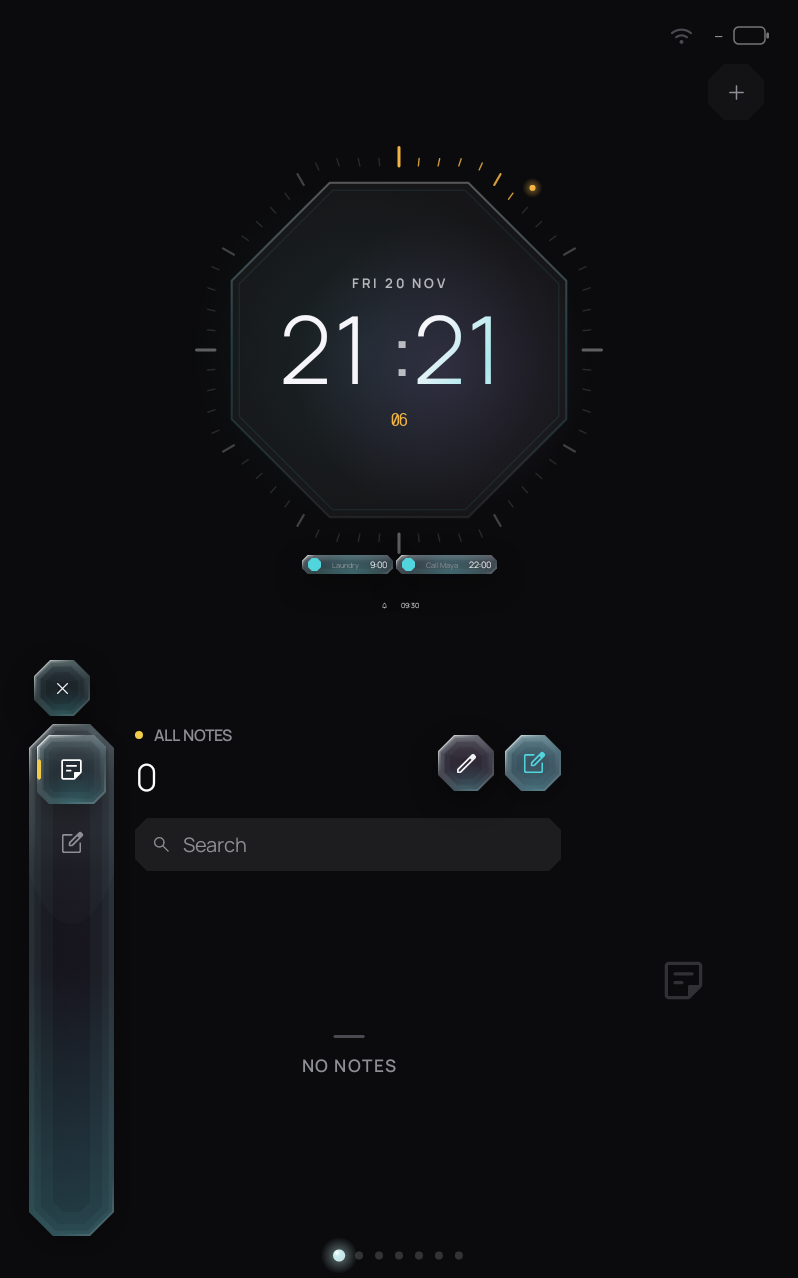 FRI 20 NOV
21 :21
06
Laundry 9:00 Call Maya 22:00
09:30
ALL NOTES
0
Search
NO NOTES